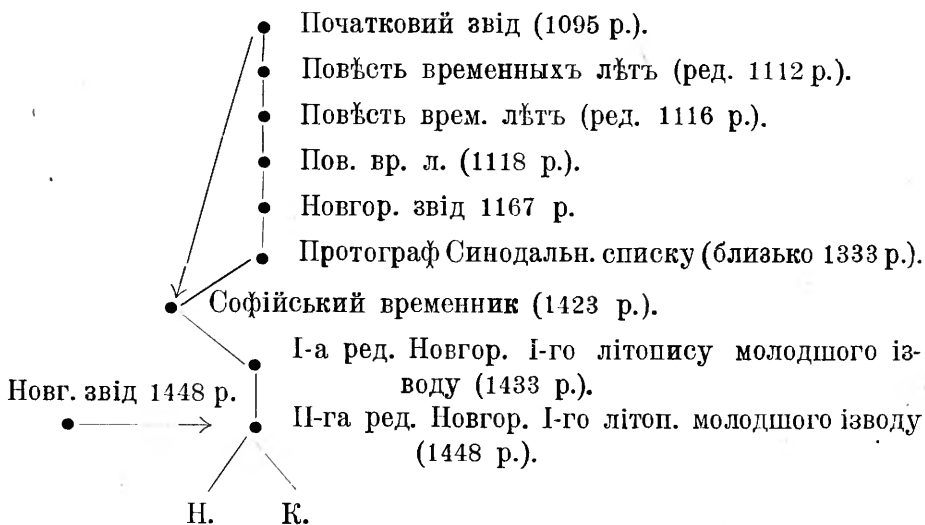 Початковий звід (1095 р.).
Повѣсть временныхъ лѣтъ (ред. 1112 р.).
Повѣсть врем. лѣтъ (ред. 1116 р.).
Пов. вр. л. (1118 р.).
Новгор. звід 1167 р.
Протограф Синодальн. списку (близько 1333 р.).
Софійський временник (1423 р.).
І-а ред. Новгор. І-го літопису молодшого із-
воду (1433 р.).
Новг. звід 1448 р.
ІІ-га ред. Новгор. І-го літоп. молодшого ізводу
(1448 р.).
Н. К.